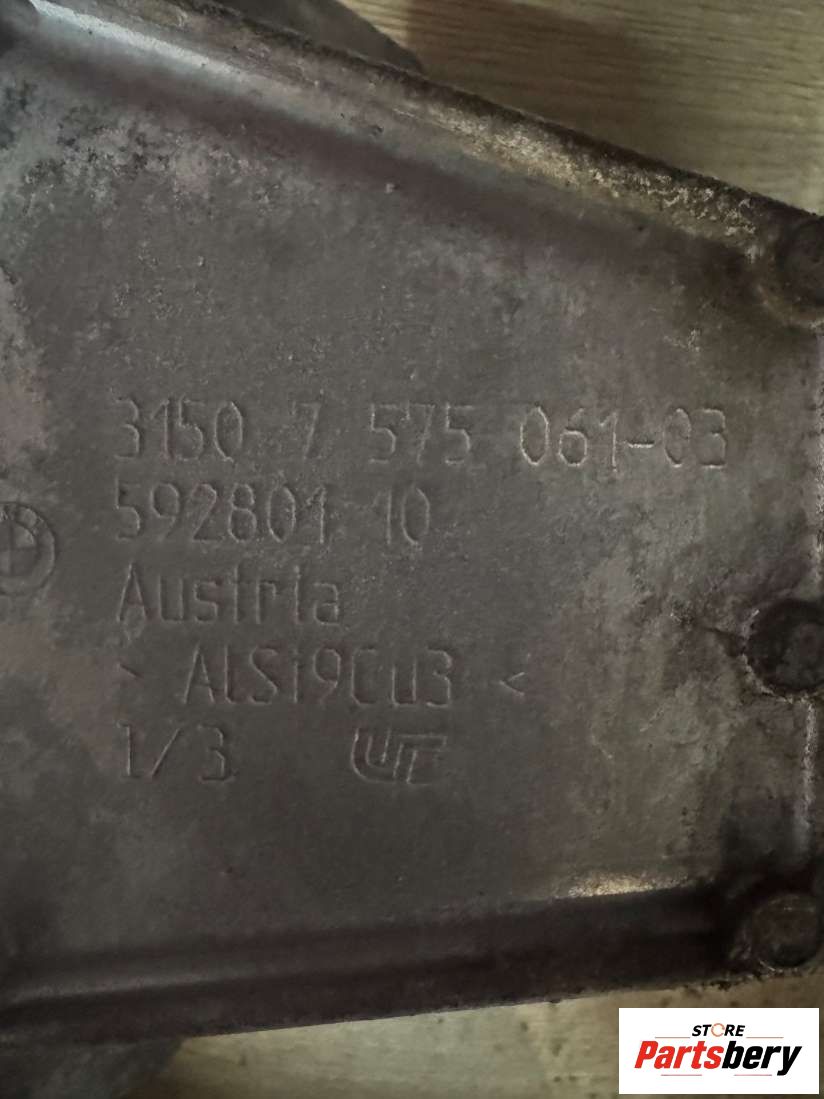 3150 7 575 061-03
592801 10
Austria
> AlSi9Cu3 <
1/3
STORE
Partsbery